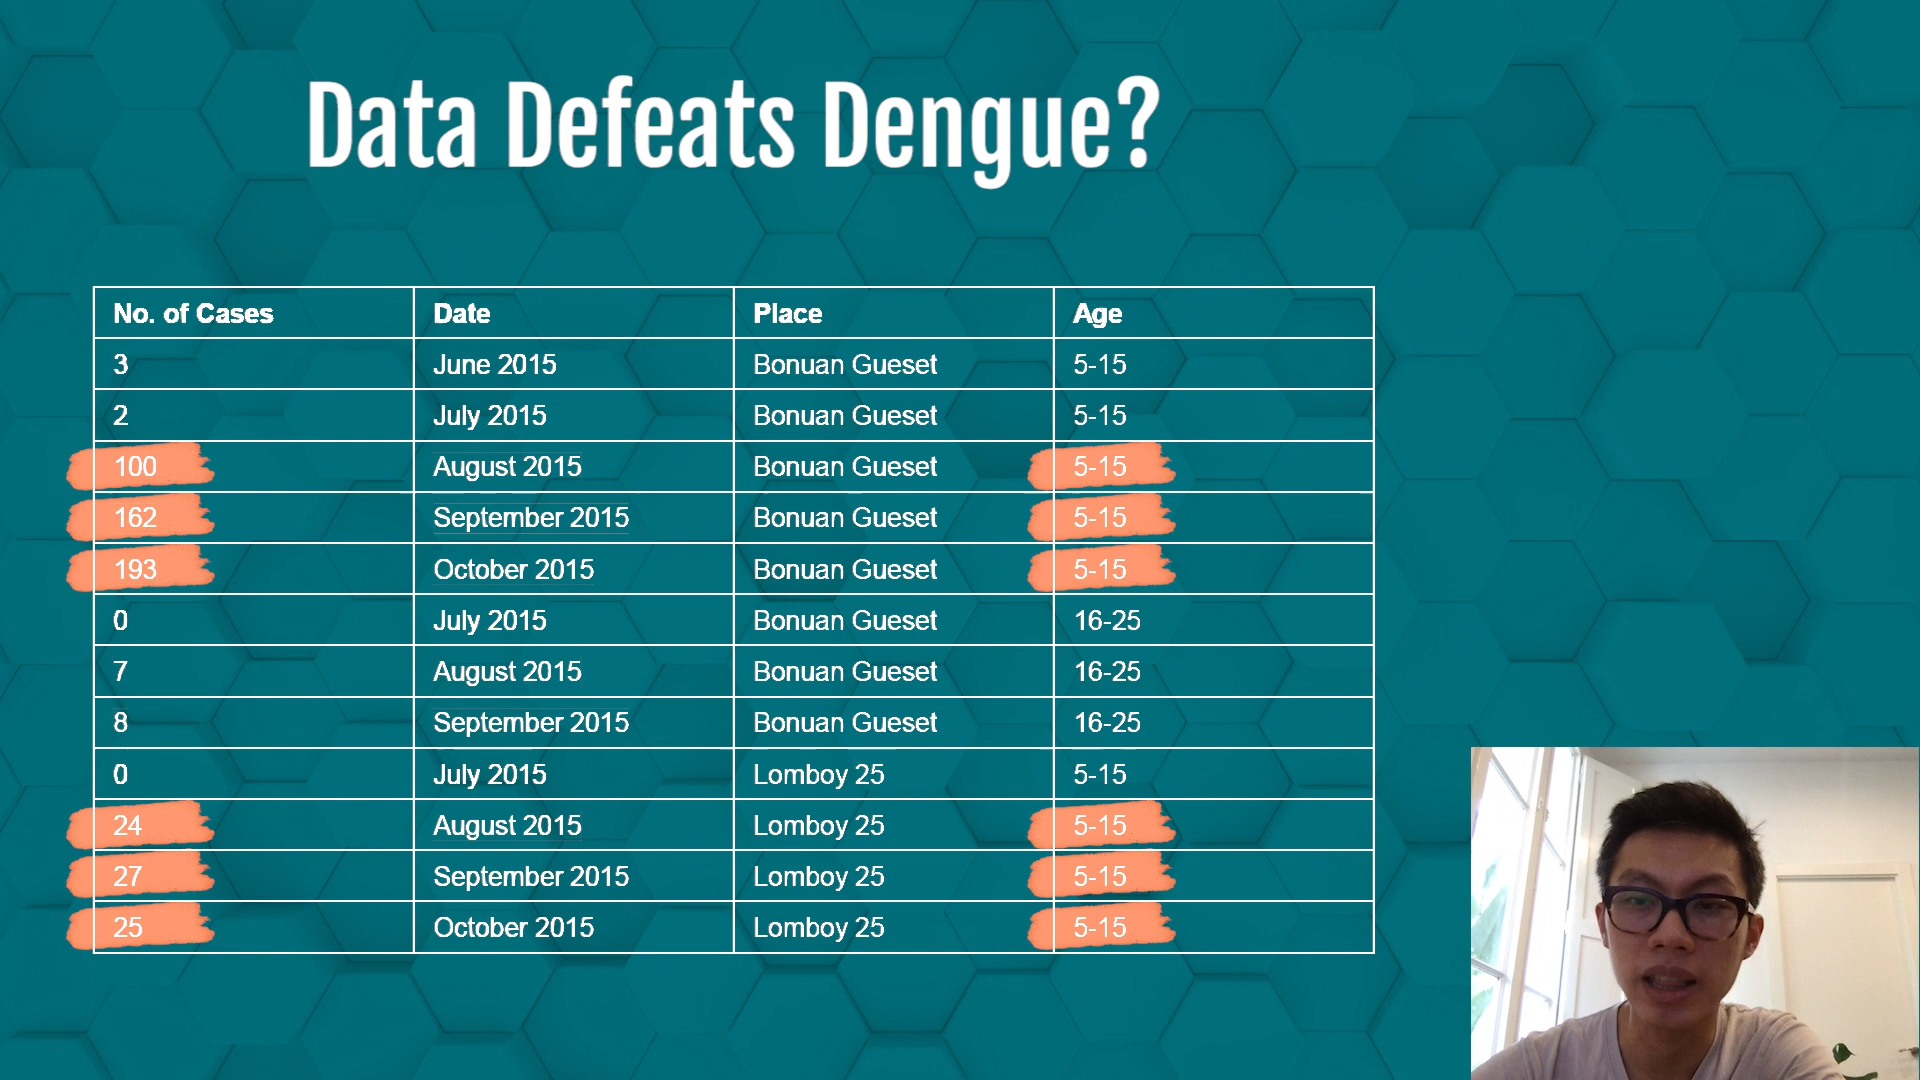 Data Defeats Dengue?
No. of Cases Date Place Age
3 June 2015 Bonuan Gueset 5-15
2 July 2015 Bonuan Gueset 5-15
100 August 2015 Bonuan Gueset 5-15
162 September 2015 Bonuan Gueset 5-15
193 October 2015 Bonuan Gueset 5-15
0 July 2015 Bonuan Gueset 16-25
7 August 2015 Bonuan Gueset 16-25
8 September 2015 Bonuan Gueset 16-25
0 July 2015 Lomboy 25 5-15
24 August 2015 Lomboy 25 5-15
27 September 2015 Lomboy 25 5-15
25 October 2015 Lomboy 25 5-15